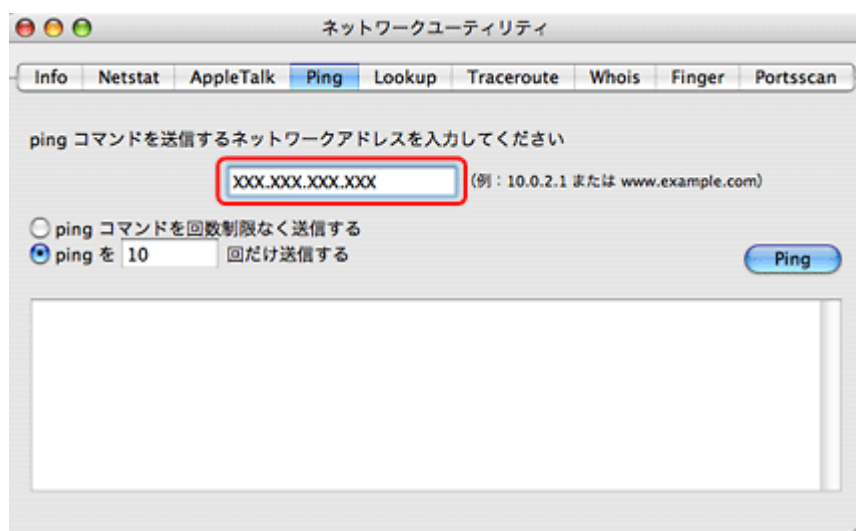 ネットワークユーティリティ
Info Netstat AppleTalk Ping Lookup Traceroute Whois Finger Portsscan
ping コマンドを送信するネットワークアドレスを入力してください
XXX.XXX.XXX.XXX (例：10.0.2.1 または www.example.com)
ping コマンドを回数制限なく送信する
ping を 10 回だけ送信する
Ping